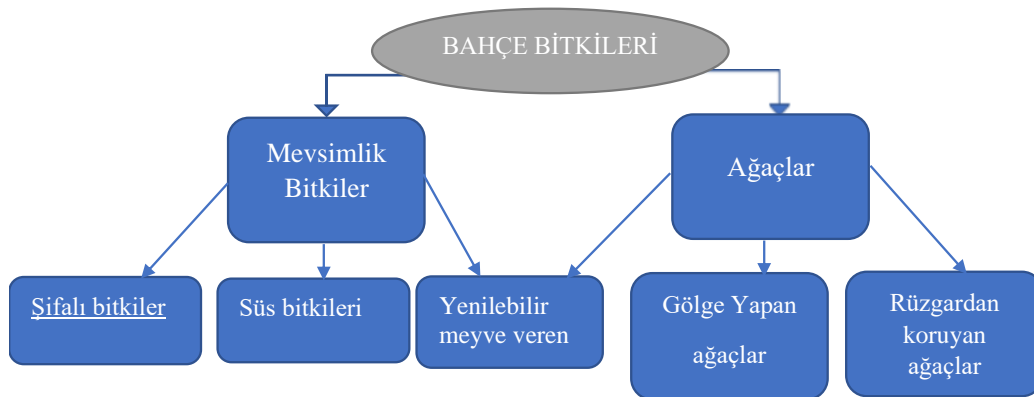 BAHÇE BİTKİLERİ
Mevsimlik
Bitkiler
Ağaçlar
Şifalı bitkiler
Süs bitkileri
Yenilebilir
meyve veren
Gölge Yapan
ağaçlar
Rüzgardan
koruyan
ağaçlar